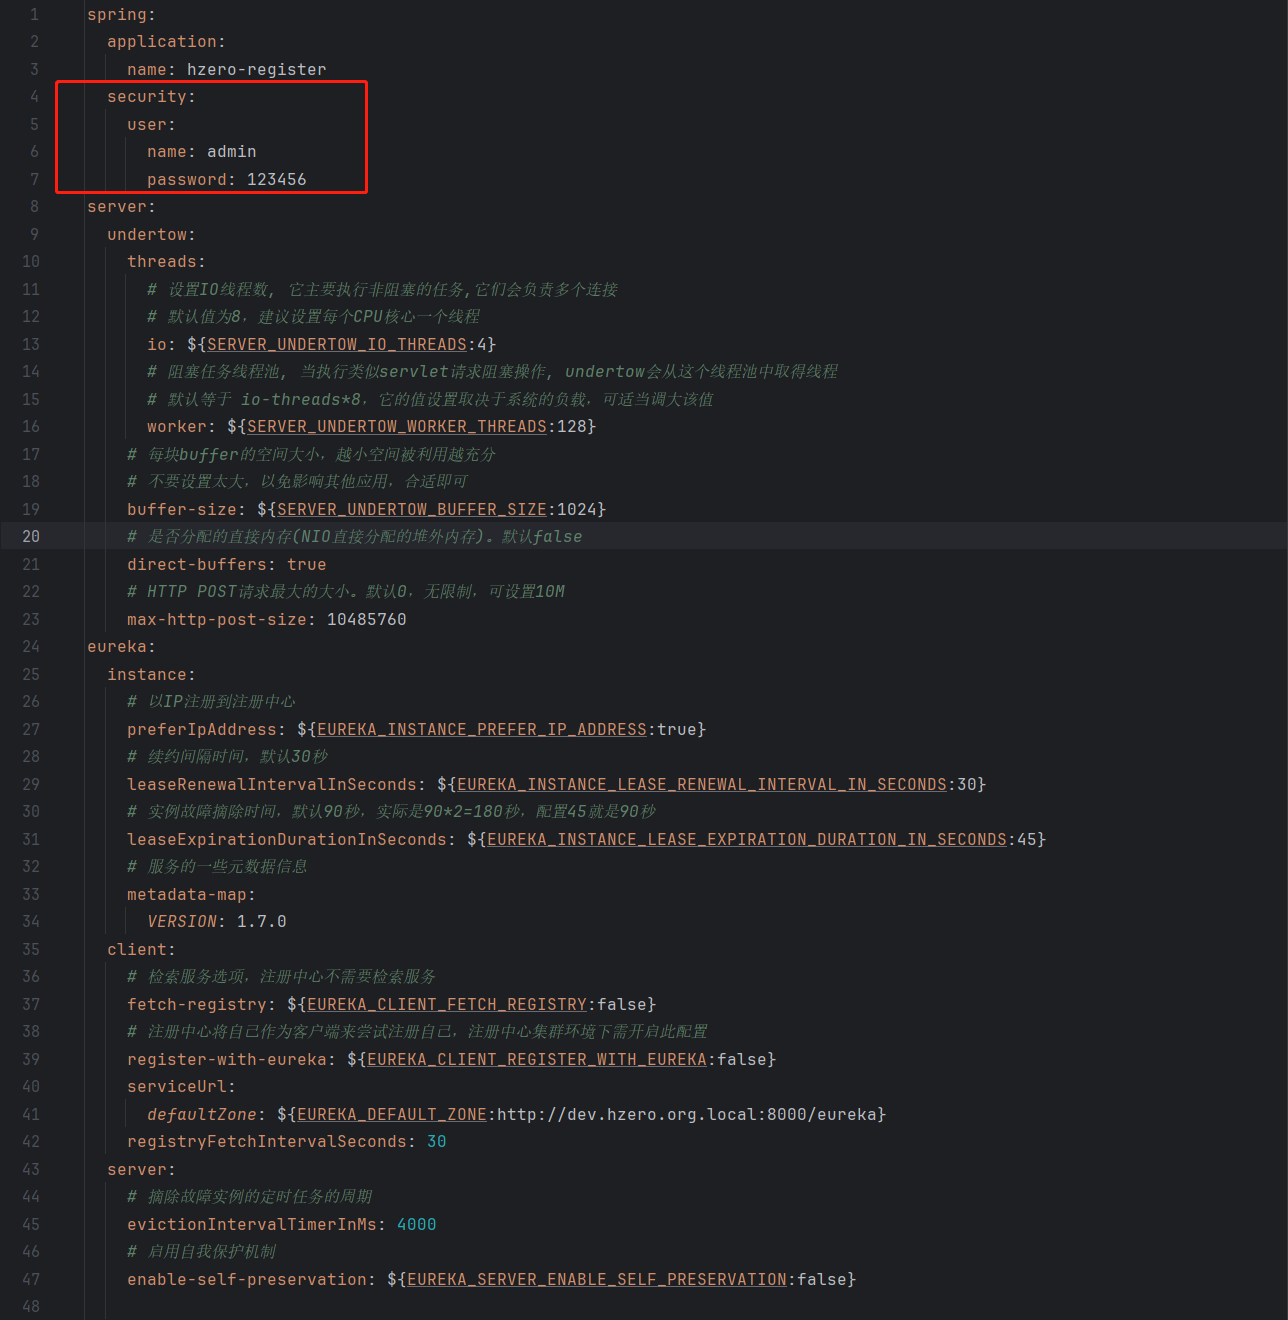 1 spring:
2 application:
3 name: hzero-register
4 security:
5 user:
6 name: admin
7 password: 123456
8 server:
9 undertow:
10 threads:
11 # 设置IO线程数, 它主要执行非阻塞的任务,它们会负责多个连接
12 # 默认值为8，建议设置每个CPU核心一个线程
13 io: ${SERVER_UNDERTOW_IO_THREADS:4}
14 # 阻塞任务线程池, 当执行类似servlet请求阻塞操作, undertow会从这个线程池中取得线程
15 # 默认等于 io-threads*8，它的值设置取决于系统的负载，可适当调大该值
16 worker: ${SERVER_UNDERTOW_WORKER_THREADS:128}
17 # 每块buffer的空间大小，越小空间被利用越充分
18 # 不要设置太大，以免影响其他应用，合适即可
19 buffer-size: ${SERVER_UNDERTOW_BUFFER_SIZE:1024}
20 # 是否分配的直接内存(NIO直接分配的堆外内存)。默认false
21 direct-buffers: true
22 # HTTP POST请求最大的大小。默认0，无限制，可设置10M
23 max-http-post-size: 10485760
24 eureka:
25 instance:
26 # 以IP注册到注册中心
27 preferIpAddress: ${EUREKA_INSTANCE_PREFER_IP_ADDRESS:true}
28 # 续约间隔时间，默认30秒
29 leaseRenewalIntervalInSeconds: ${EUREKA_INSTANCE_LEASE_RENEWAL_INTERVAL_IN_SECONDS:30}
30 # 实例故障摘除时间，默认90秒，实际是90*2=180秒，配置45就是90秒
31 leaseExpirationDurationInSeconds: ${EUREKA_INSTANCE_LEASE_EXPIRATION_DURATION_IN_SECONDS:45}
32 # 服务的一些元数据信息
33 metadata-map:
34 VERSION: 1.7.0
35 client:
36 # 检索服务选项，注册中心不需要检索服务
37 fetch-registry: ${EUREKA_CLIENT_FETCH_REGISTRY:false}
38 # 注册中心将自己作为客户端来尝试注册自己，注册中心集群环境下需开启此配置
39 register-with-eureka: ${EUREKA_CLIENT_REGISTER_WITH_EUREKA:false}
40 serviceUrl:
41 defaultZone: ${EUREKA_DEFAULT_ZONE:http://dev.hzero.org.local:8000/eureka}
42 registryFetchIntervalSeconds: 30
43 server:
44 # 摘除故障实例的定时任务的周期
45 evictionIntervalTimerInMs: 4000
46 # 启用自我保护机制
47 enable-self-preservation: ${EUREKA_SERVER_ENABLE_SELF_PRESERVATION:false}
48